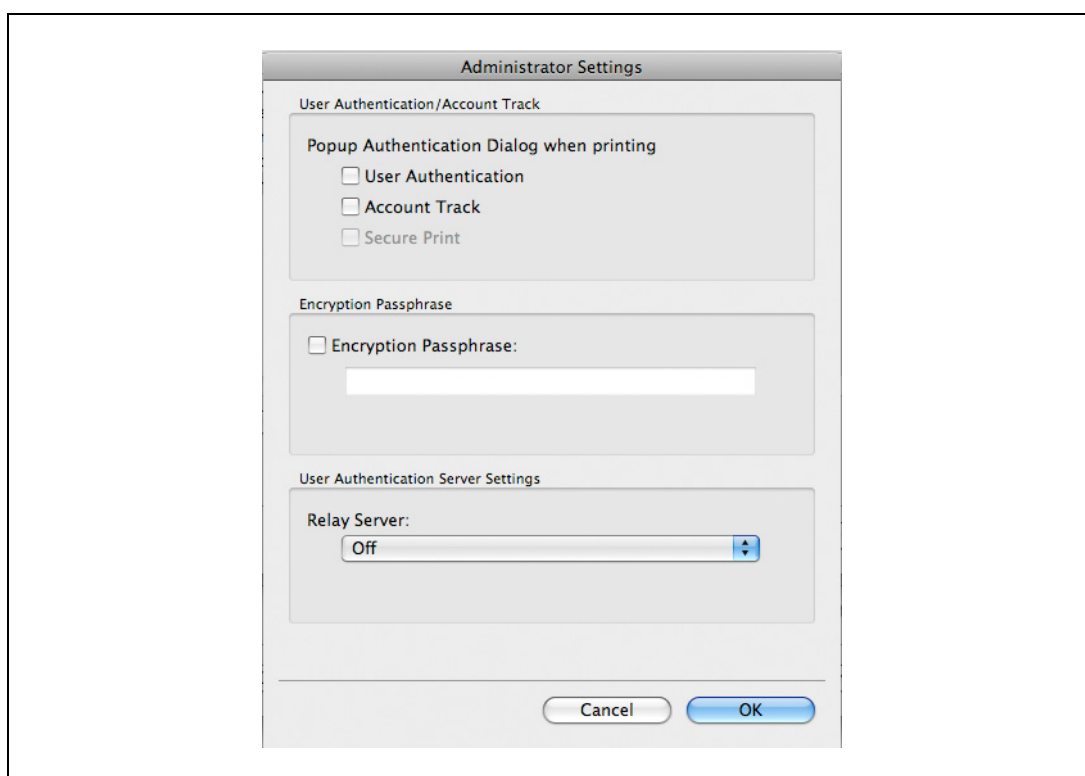 Administrator Settings
User Authentication/Account Track
Popup Authentication Dialog when printing
User Authentication
Account Track
Secure Print
Encryption Passphrase
Encryption Passphrase:
User Authentication Server Settings
Relay Server:
Off
Cancel
OK